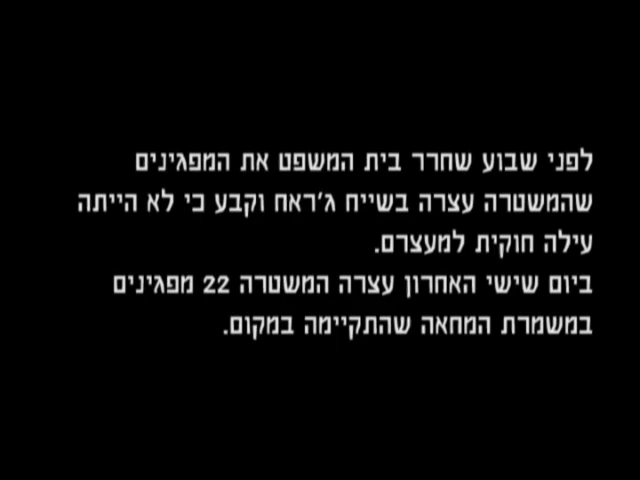 לפני שבוע שחרר בית המשפט את המפגינים
שהמשטרה עצרה בשייח ג'ראח וקבע כי לא הייתה
עילה חוקית למעצרם.
ביום שישי האחרון עצרה המשטרה 22 מפגינים
במשמרת המחאה שהתקיימה במקום.